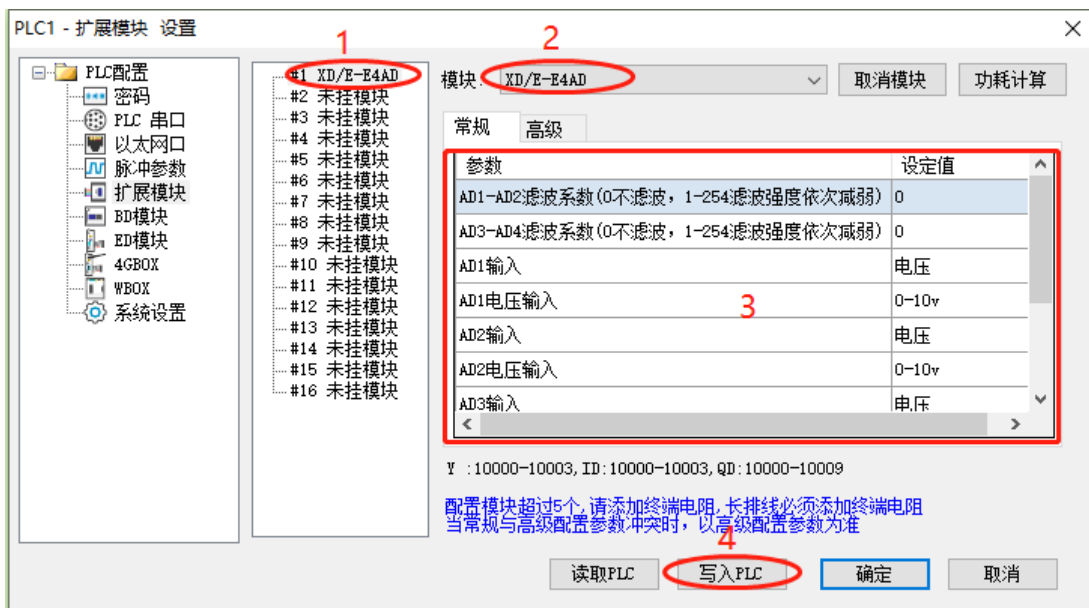 PLC1 - 扩展模块 设置
PLC配置
密码
PLC 串口
以太网口
脉冲参数
扩展模块
BD模块
ED模块
4GBOX
WBOX
系统设置
1
#1 XD/E-E4AD
#2 未挂模块
#3 未挂模块
#4 未挂模块
#5 未挂模块
#6 未挂模块
#7 未挂模块
#8 未挂模块
#9 未挂模块
#10 未挂模块
#11 未挂模块
#12 未挂模块
#13 未挂模块
#14 未挂模块
#15 未挂模块
#16 未挂模块
2
模块: XD/E-E4AD 取消模块 功耗计算
常规 高级
参数 设定值
AD1-AD2滤波系数(0不滤波，1-254滤波强度依次减弱) 0
AD3-AD4滤波系数(0不滤波，1-254滤波强度依次减弱) 0
AD1输入 电压
AD1电压输入 0-10v
3
AD2输入 电压
AD2电压输入 0-10v
AD3输入 电压
Y :10000-10003,ID:10000-10003,QD:10000-10009
配置模块超过5个,请添加终端电阻,长排线必须添加终端电阻
当常规与高级配置参数冲突时，以高级配置参数为准
4
读取PLC 写入PLC 确定 取消